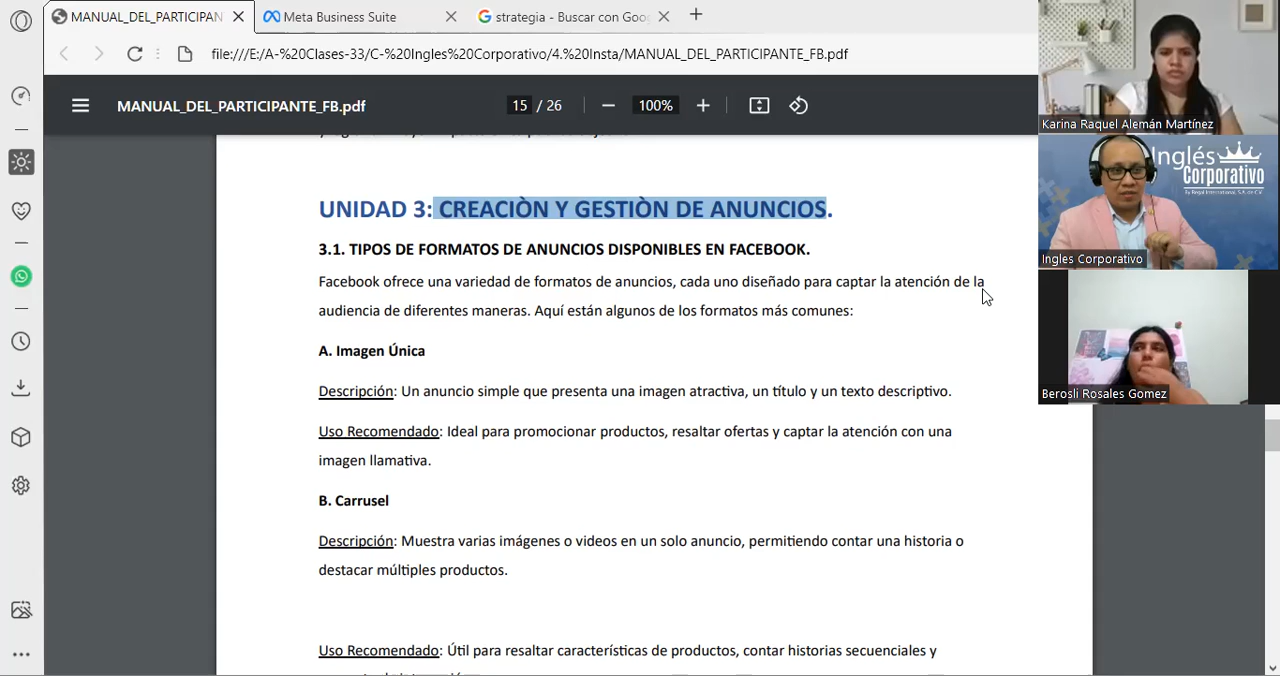 MANUAL_DEL_PARTICIPAN
Meta Business Suite
strategia - Buscar con Goo
file:///E:/A-%20Clases-33/C-%20Ingles%20Corporativo/4.%20Insta/MANUAL_DEL_PARTICIPANTE_FB.pdf
MANUAL_DEL_PARTICIPANTE_FB.pdf
15 / 26
100%
UNIDAD 3: CREACIÒN Y GESTIÒN DE ANUNCIOS.
3.1. TIPOS DE FORMATOS DE ANUNCIOS DISPONIBLES EN FACEBOOK.
Facebook ofrece una variedad de formatos de anuncios, cada uno diseñado para captar la atención de la
audiencia de diferentes maneras. Aquí están algunos de los formatos más comunes:
A. Imagen Única
Descripción: Un anuncio simple que presenta una imagen atractiva, un título y un texto descriptivo.
Uso Recomendado: Ideal para promocionar productos, resaltar ofertas y captar la atención con una
imagen llamativa.
B. Carrusel
Descripción: Muestra varias imágenes o videos en un solo anuncio, permitiendo contar una historia o
destacar múltiples productos.
Uso Recomendado: Útil para resaltar características de productos, contar historias secuenciales y
Karina Raquel Alemán Martínez
Inglés
Corporativo
By Regal International, S.A. de C.V.
Ingles Corporativo
Berosli Rosales Gomez